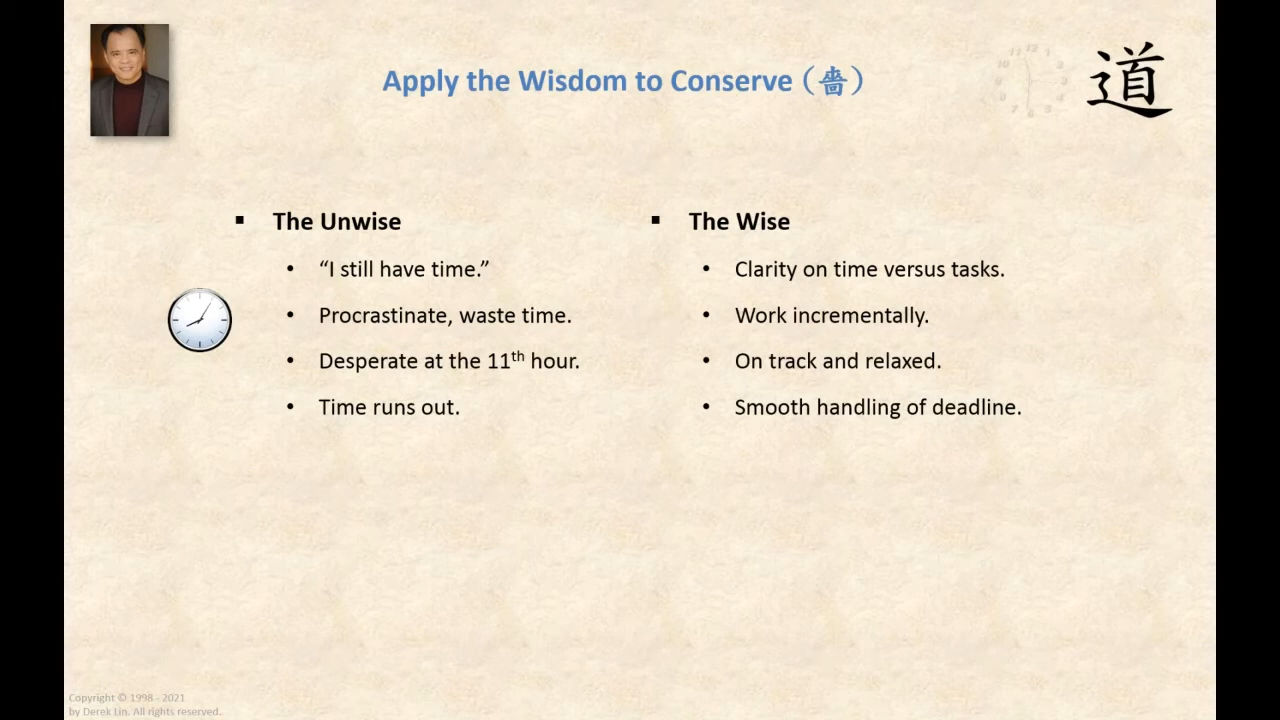 Apply the Wisdom to Conserve（嗇）
道
The Unwise
“I still have time.”
Procrastinate, waste time.
Desperate at the 11th hour.
Time runs out.
The Wise
Clarity on time versus tasks.
Work incrementally.
On track and relaxed.
Smooth handling of deadline.
Copyright © 1998 - 2021
by Derek Lin. All rights reserved.